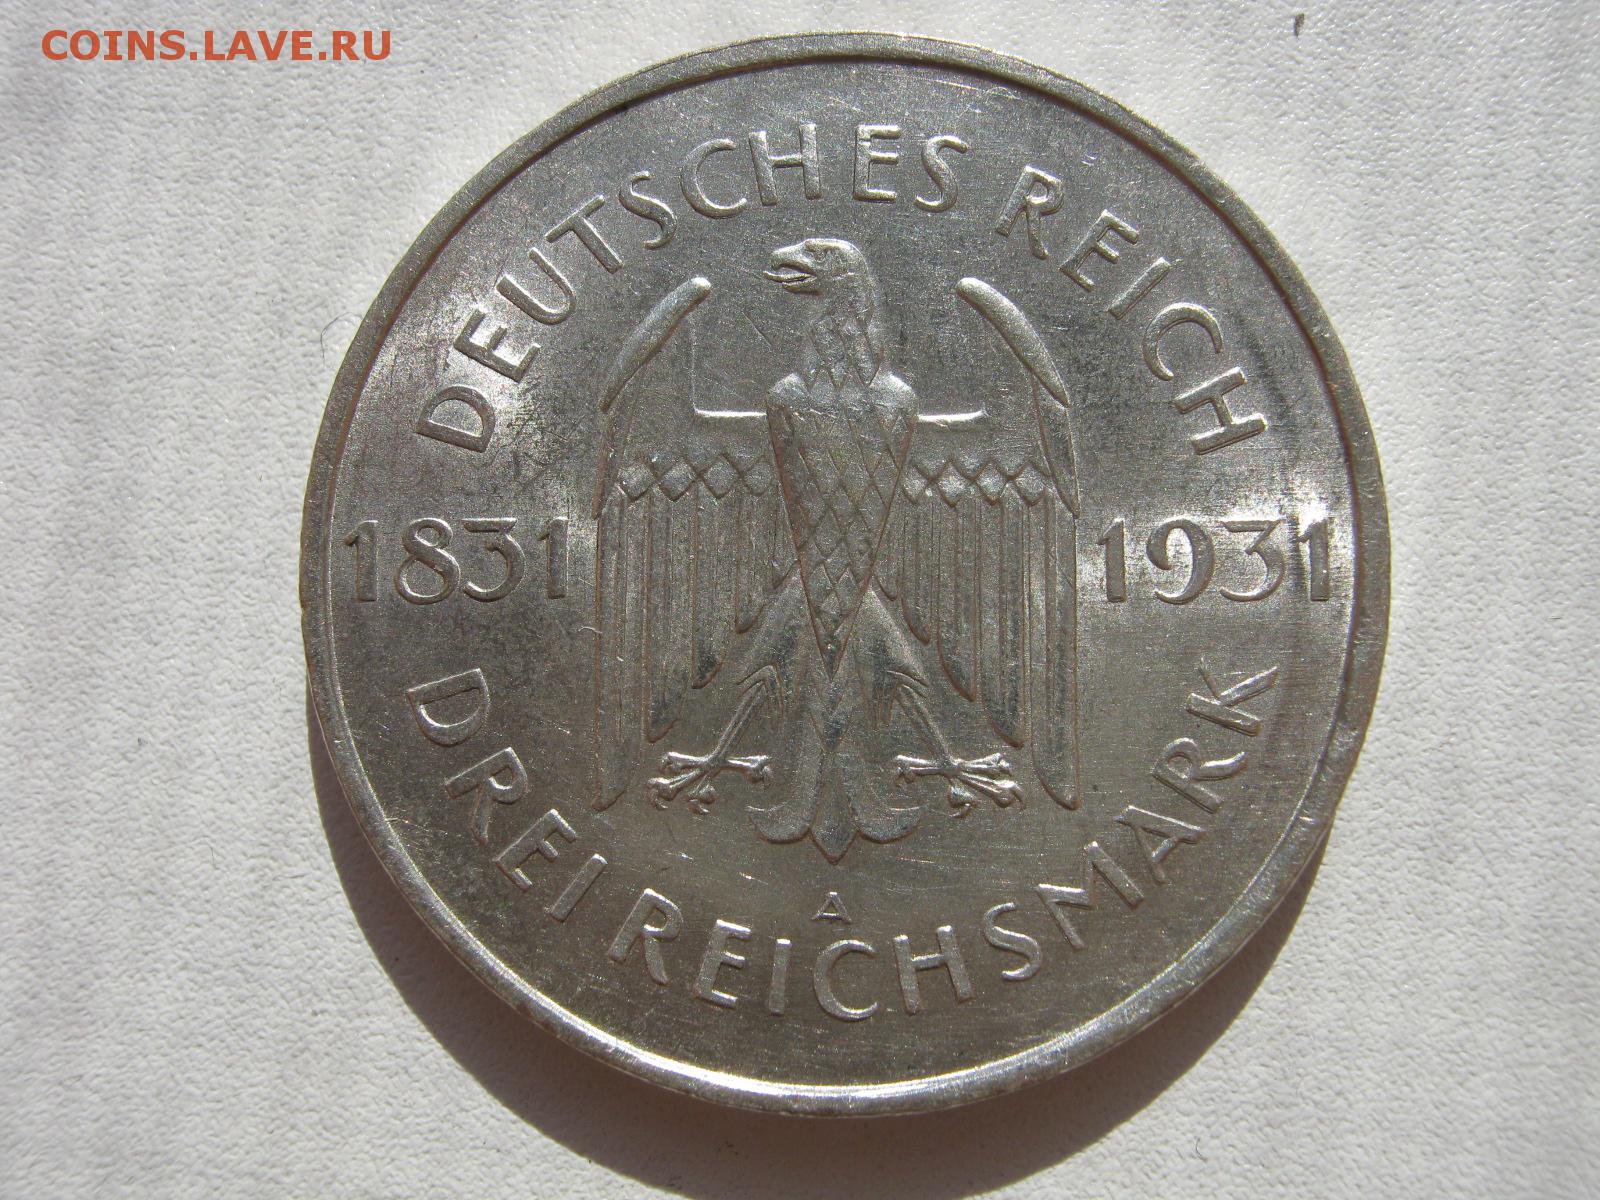 COINS.LAVE.RU
DEUTSCHES REICH
1831 1931
A
DREI REICHSMARK